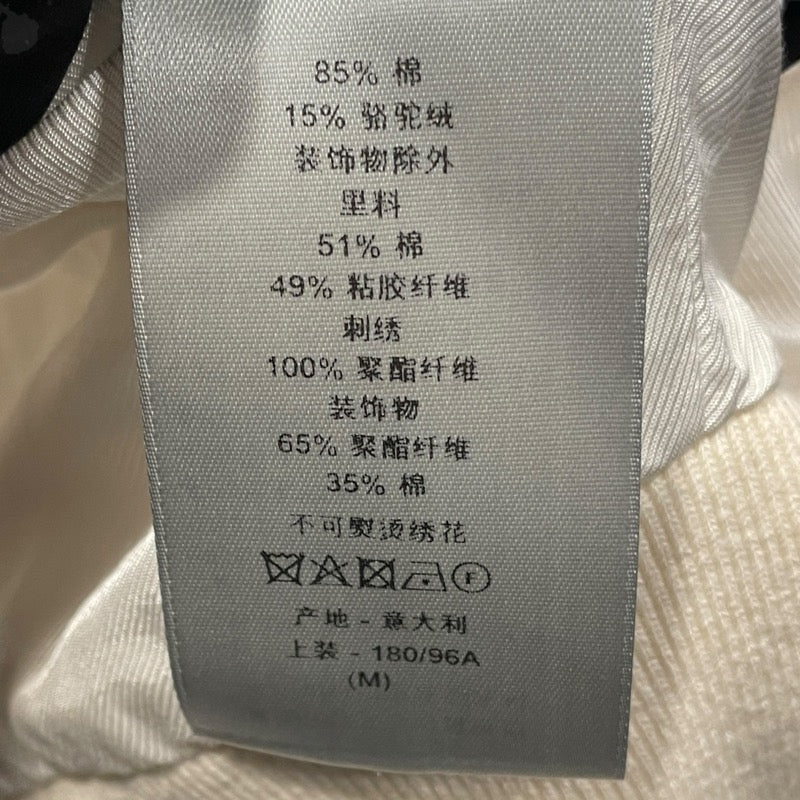 85% 棉
15% 骆驼绒
装饰物除外
里料
51% 棉
49% 粘胶纤维
刺绣
100% 聚酯纤维
装饰物
65% 聚酯纤维
35% 棉
不可熨烫绣花
F
产地 - 意大利
上装 - 180/96A
(M)